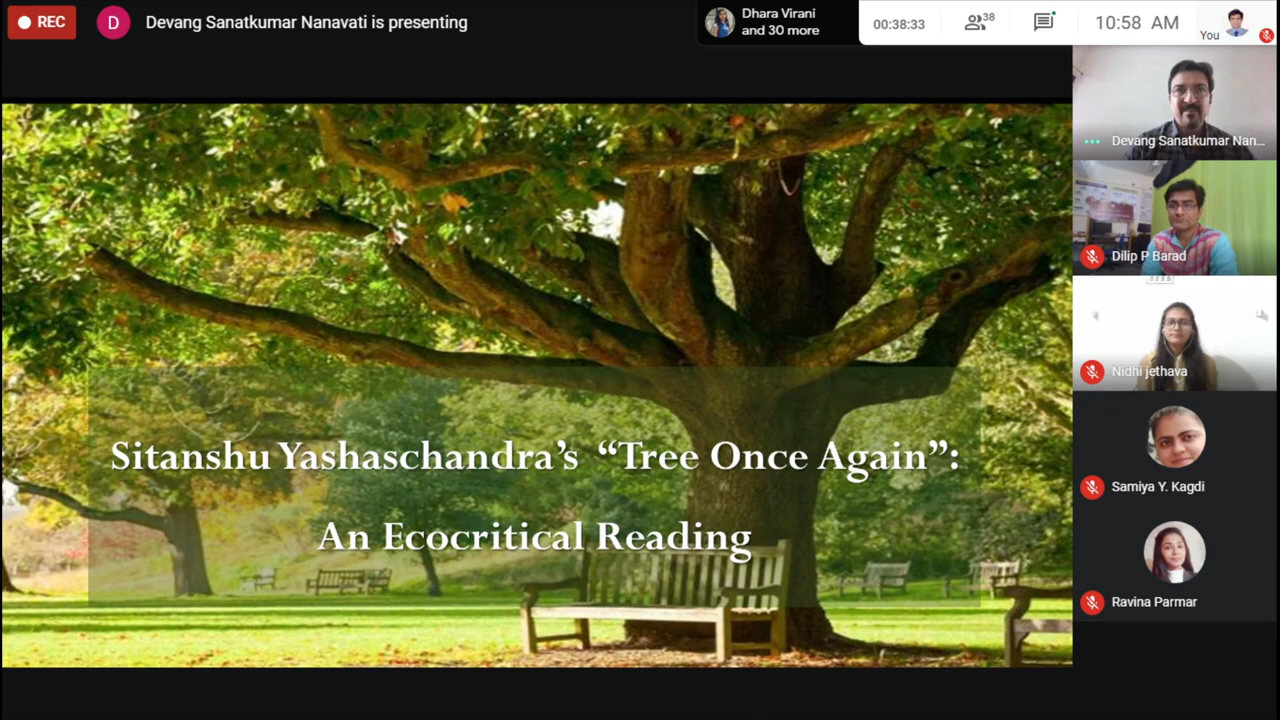 REC
D
Devang Sanatkumar Nanavati is presenting
Dhara Virani
and 30 more
00:38:33
38
10:58 AM
You
Devang Sanatkumar Nan...
Dilip P Barad
Nidhi jethava
Samiya Y. Kagdi
Ravina Parmar
Sitanshu Yashaschandra’s “Tree Once Again”:
An Ecocritical Reading